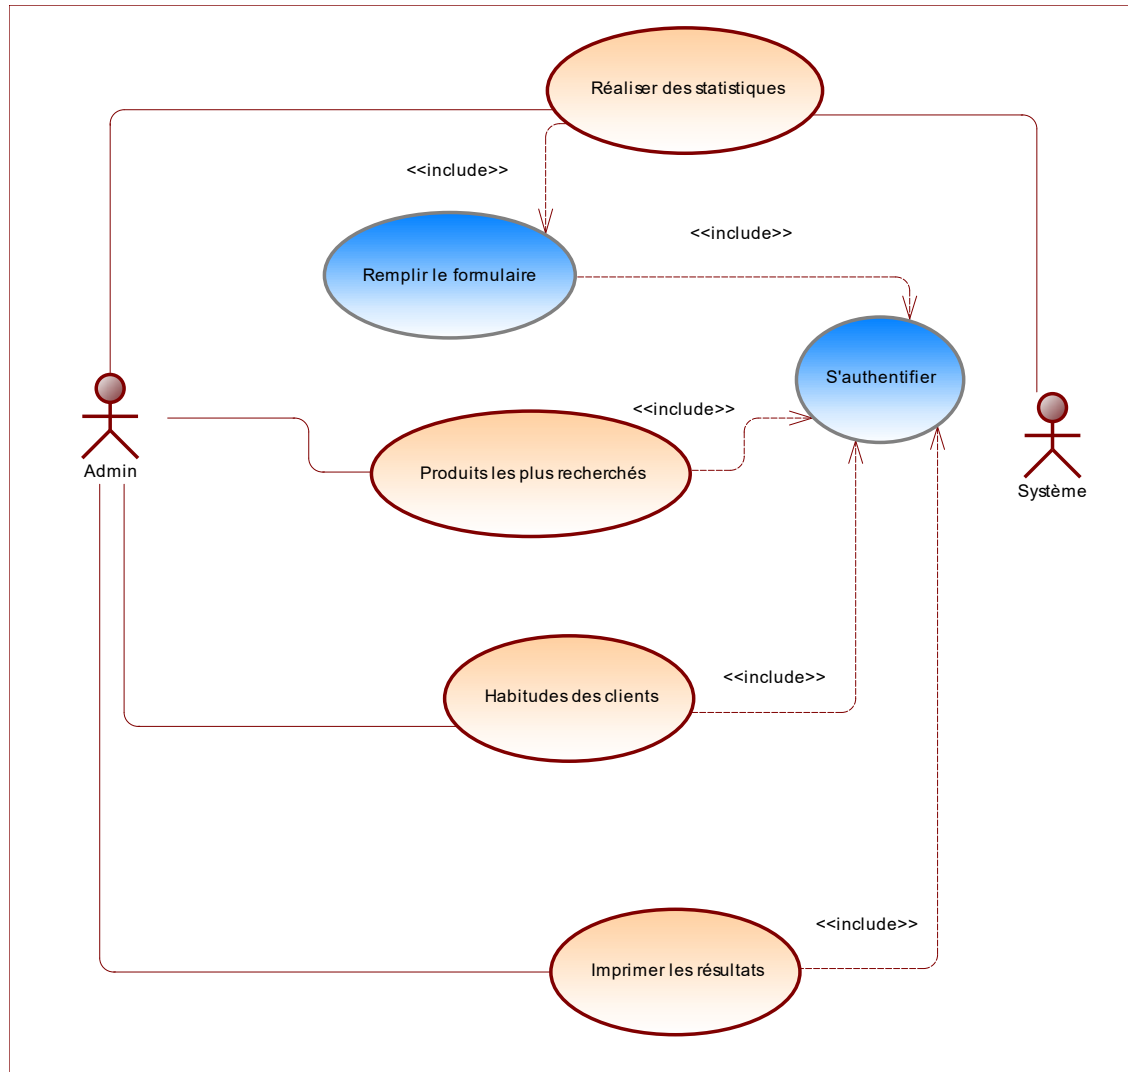 Réaliser des statistiques
<<include>>
<<include>>
Remplir le formulaire
S'authentifier
<<include>>
Admin
Produits les plus recherchés
Système
<<include>>
Habitudes des clients
<<include>>
Imprimer les résultats